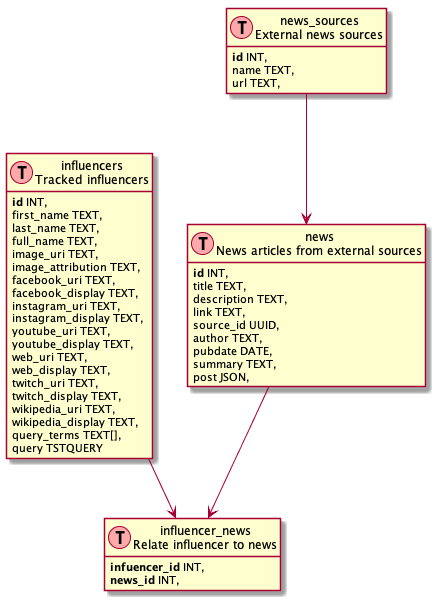 T
news_sources
External news sources
id INT,
name TEXT,
url TEXT,
T
influencers
Tracked influencers
id INT,
first_name TEXT,
last_name TEXT,
full_name TEXT,
image_uri TEXT,
image_attribution TEXT,
facebook_uri TEXT,
facebook_display TEXT,
instagram_uri TEXT,
instagram_display TEXT,
youtube_uri TEXT,
youtube_display TEXT,
web_uri TEXT,
web_display TEXT,
twitch_uri TEXT,
twitch_display TEXT,
wikipedia_uri TEXT,
wikipedia_display TEXT,
query_terms TEXT[],
query TSTQUERY
T
news
News articles from external sources
id INT,
title TEXT,
description TEXT,
link TEXT,
source_id UUID,
author TEXT,
pubdate DATE,
summary TEXT,
post JSON,
T
influencer_news
Relate influencer to news
infuencer_id INT,
news_id INT,